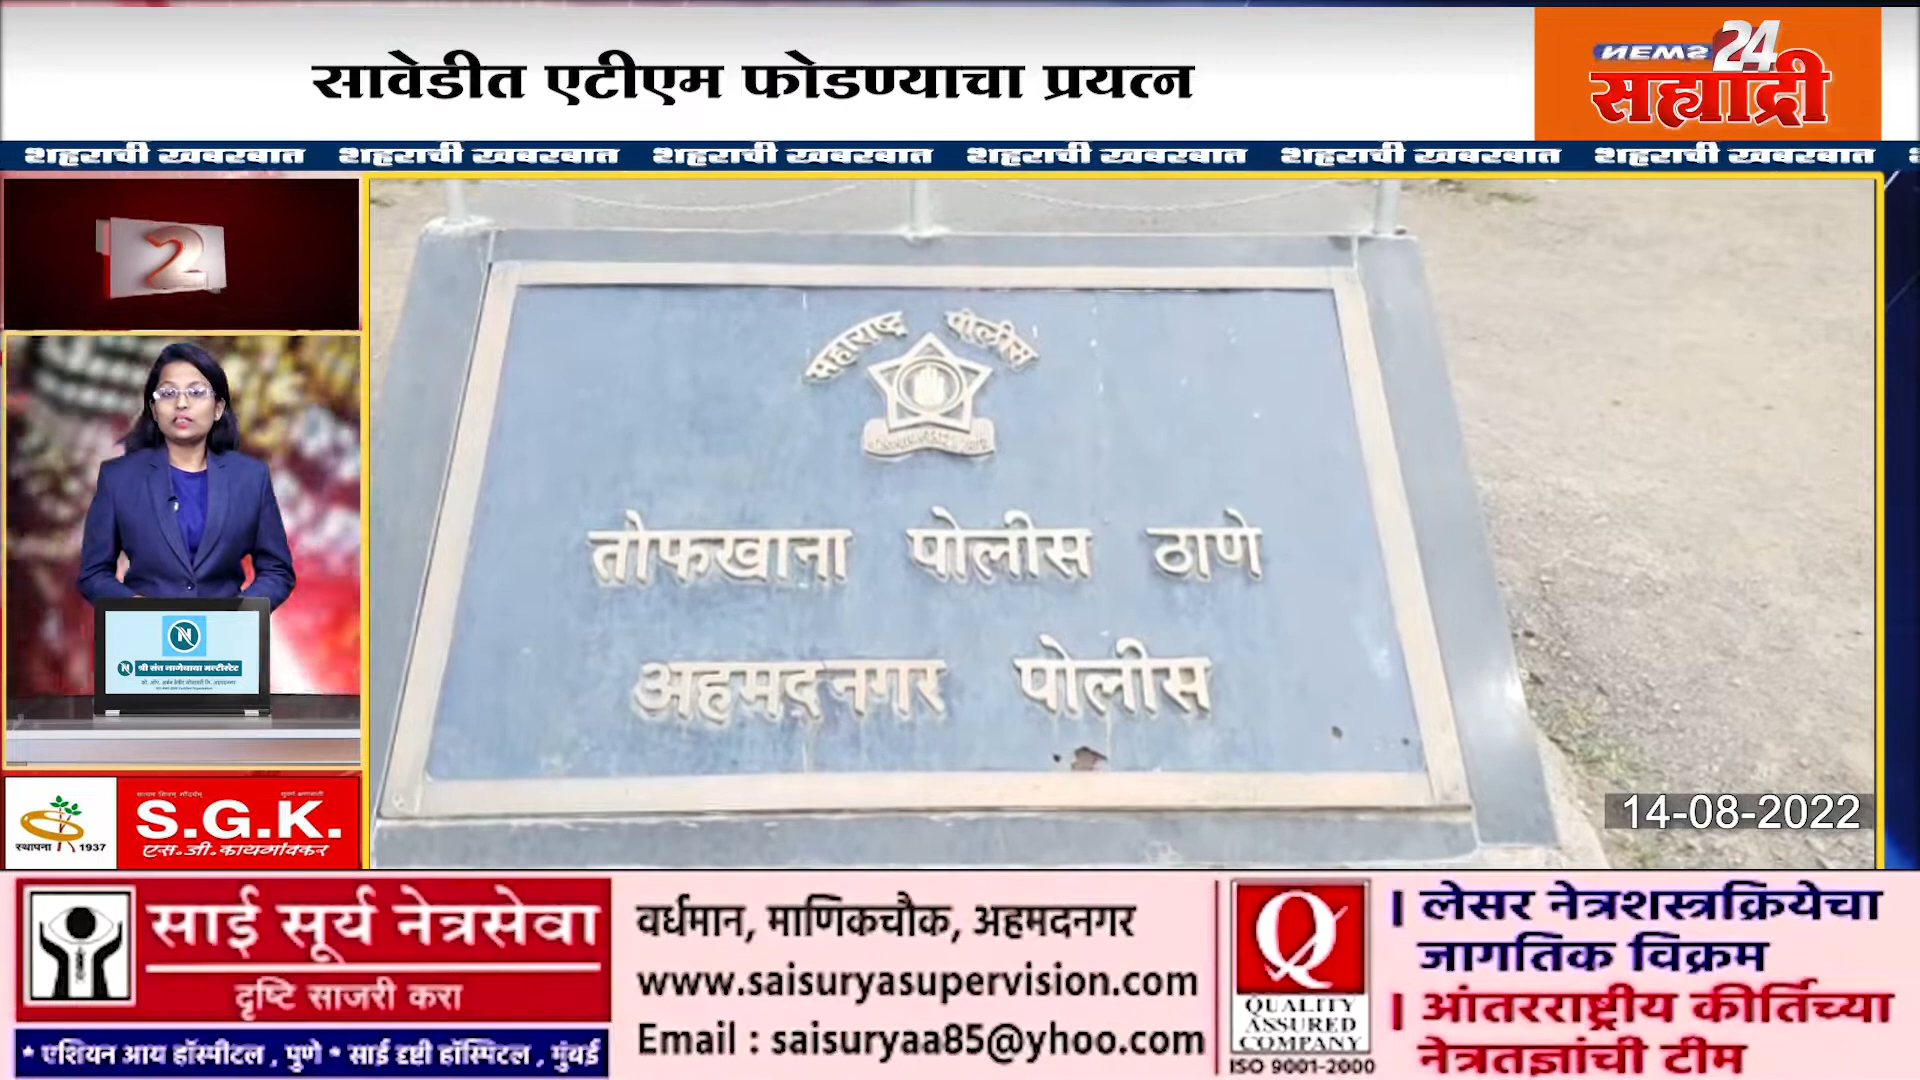 सावेडीत एटीएम फोडण्याचा प्रयत्न
NEWS 24
सह्याद्री
शहराची खबरबात शहराची खबरबात शहराची खबरबात शहराची खबरबात शहराची खबरबात शहराची खबरबात
2
महाराष्ट्र पोलीस
तोफखाना पोलीस ठाणे
अहमदनगर पोलीस
14-08-2022
N
N श्री संत नागेबाबा मल्टीस्टेट
S.G.K.
एस.जी.कायगांवकर
स्थापना 1937
साई सूर्य नेत्रसेवा
दृष्टि साजरी करा
* एशियन आय हॉस्पीटल , पुणे * साई दृष्टी हॉस्पिटल , मुंबई
वर्धमान, माणिकचौक, अहमदनगर
www.saisuryasupervision.com
Email : saisuryaa85@yhoo.com
Q
QUALITY
ASSURED
COMPANY
ISO 9001-2000
| लेसर नेत्रशस्त्रक्रियेचा
जागतिक विक्रम
| आंतरराष्ट्रीय कीर्तिच्या
नेत्रतज्ञांची टीम